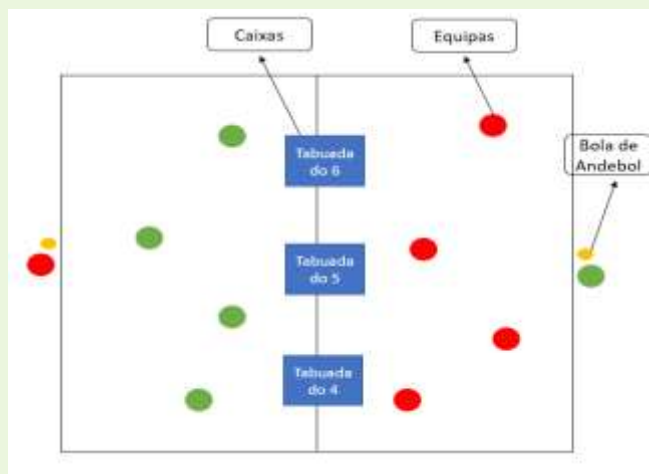 Caixas
Equipas
Bola de
Andebol
Tabuada
do 6
Tabuada
do 5
Tabuada
do 4